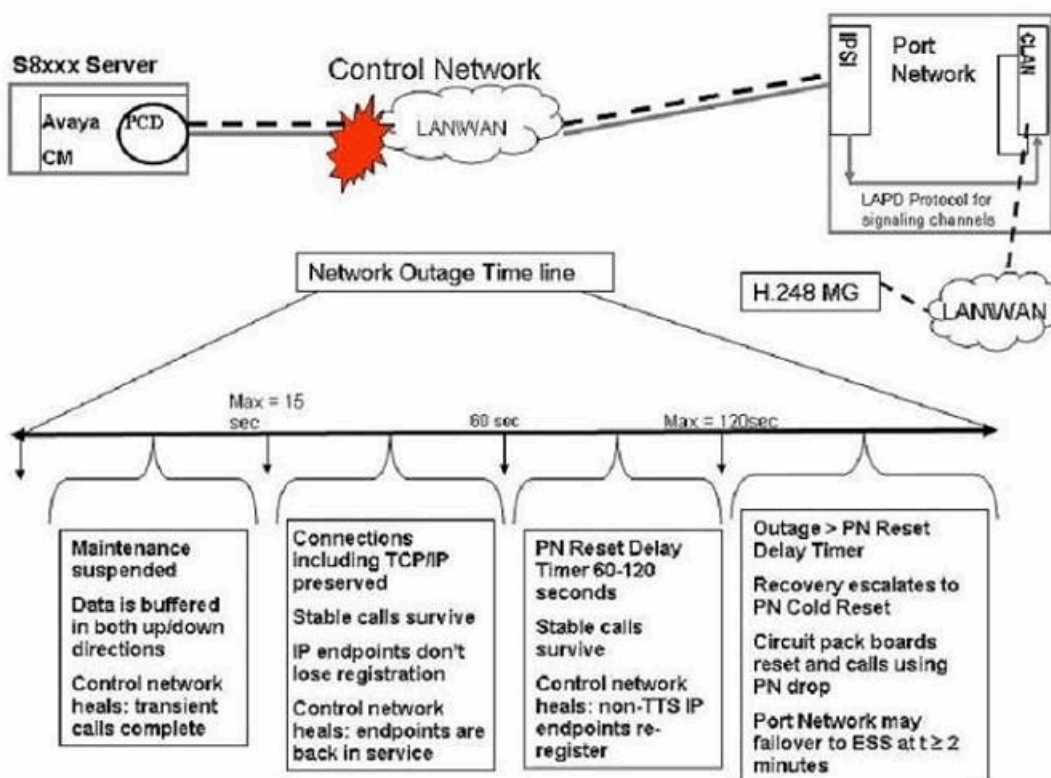 S8xxx Server
Avaya
CM
PCD
Control Network
LANWAN
IPSI
Port
Network
CLAN
LAPD Protocol for
signaling channels
Network Outage Time line
H.248 MG
LANWAN
Max = 15
sec
60 sec
Max = 120sec
Maintenance
suspended
Data is buffered
in both up/down
directions
Control network
heals: transient
calls complete
Connections
including TCP/IP
preserved
Stable calls survive
IP endpoints don't
lose registration
Control network
heals: endpoints are
back in service
PN Reset Delay
Timer 60-120
seconds
Stable calls
survive
Control network
heals: non-TTS IP
endpoints re-
register
Outage > PN Reset
Delay Timer
Recovery escalates to
PN Cold Reset
Circuit pack boards
reset and calls using
PN drop
Port Network may
failover to ESS at t ≥ 2
minutes